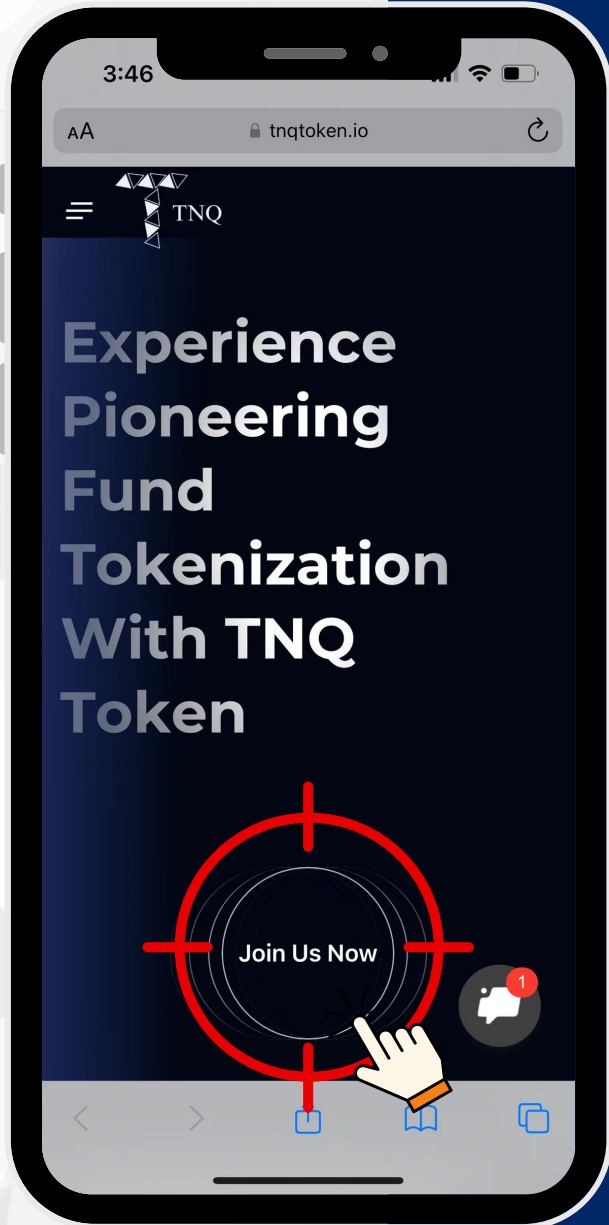 3:46
AA
tnqtoken.io
TNQ
Experience
Pioneering
Fund
Tokenization
With TNQ
Token
Join Us Now
1